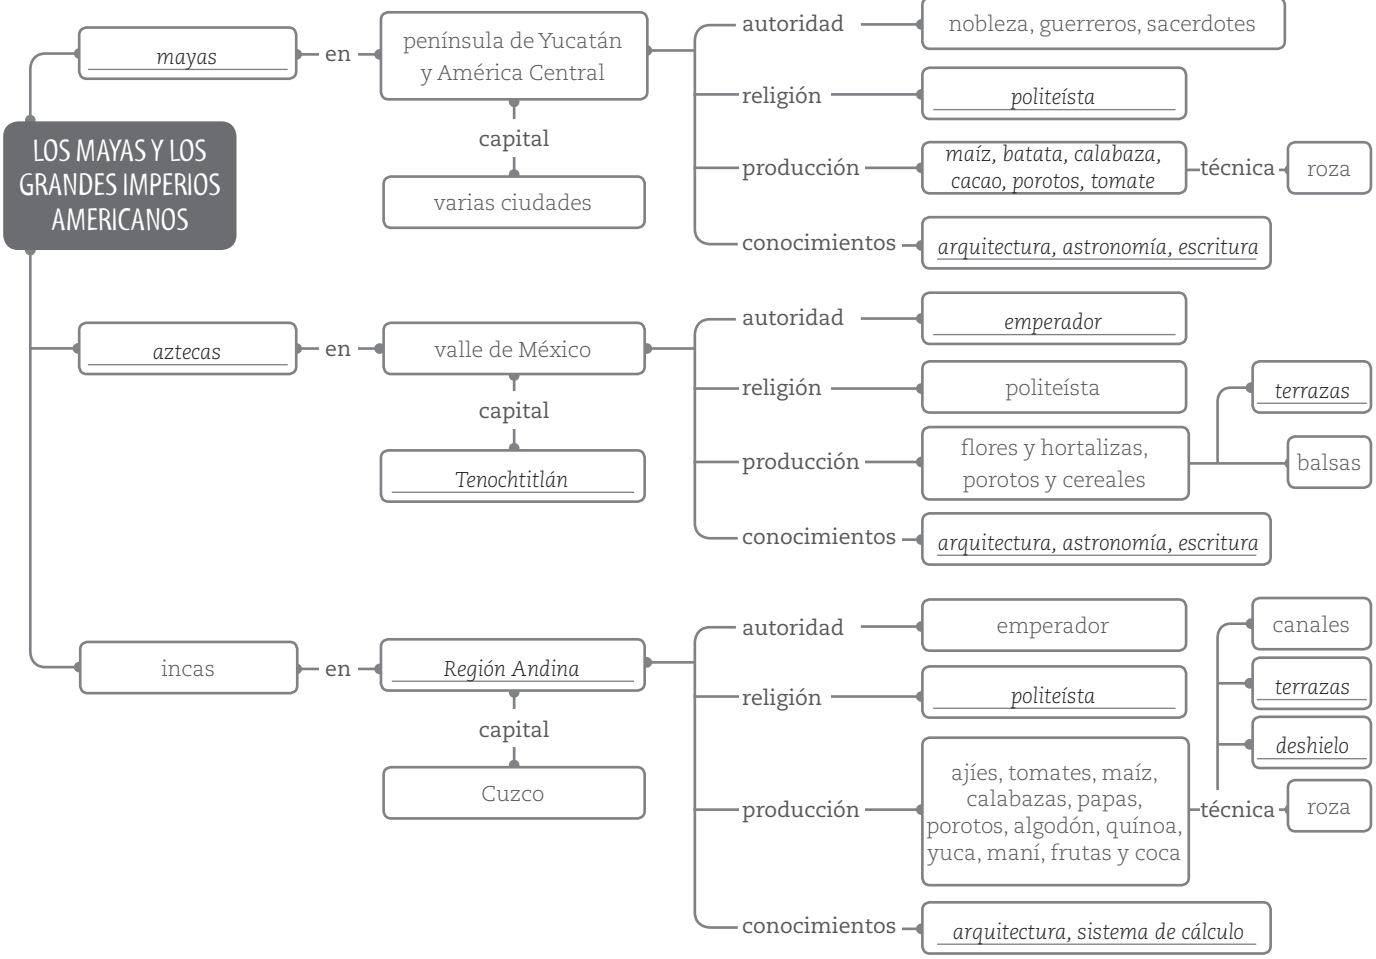 LOS MAYAS Y LOS
GRANDES IMPERIOS
AMERICANOS
mayas
en
península de Yucatán
y América Central
capital
varias ciudades
autoridad
nobleza, guerreros, sacerdotes
religión
politeísta
producción
maíz, batata, calabaza,
cacao, porotos, tomate
técnica
roza
conocimientos
arquitectura, astronomía, escritura
aztecas
en
valle de México
capital
Tenochtitlán
autoridad
emperador
religión
politeísta
producción
flores y hortalizas,
porotos y cereales
terrazas
balsas
conocimientos
arquitectura, astronomía, escritura
incas
en
Región Andina
capital
Cuzco
autoridad
emperador
religión
politeísta
producción
ajíes, tomates, maíz,
calabazas, papas,
porotos, algodón, quínoa,
yuca, maní, frutas y coca
técnica
canales
terrazas
deshielo
roza
conocimientos
arquitectura, sistema de cálculo